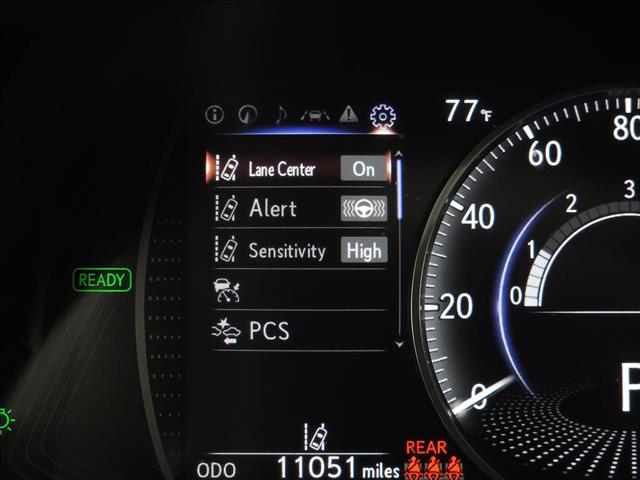 77°F
Lane Center On
Alert
Sensitivity High
PCS
READY
ODO 11051 miles
REAR
0 20 40 60 80
0 1 2 3
P